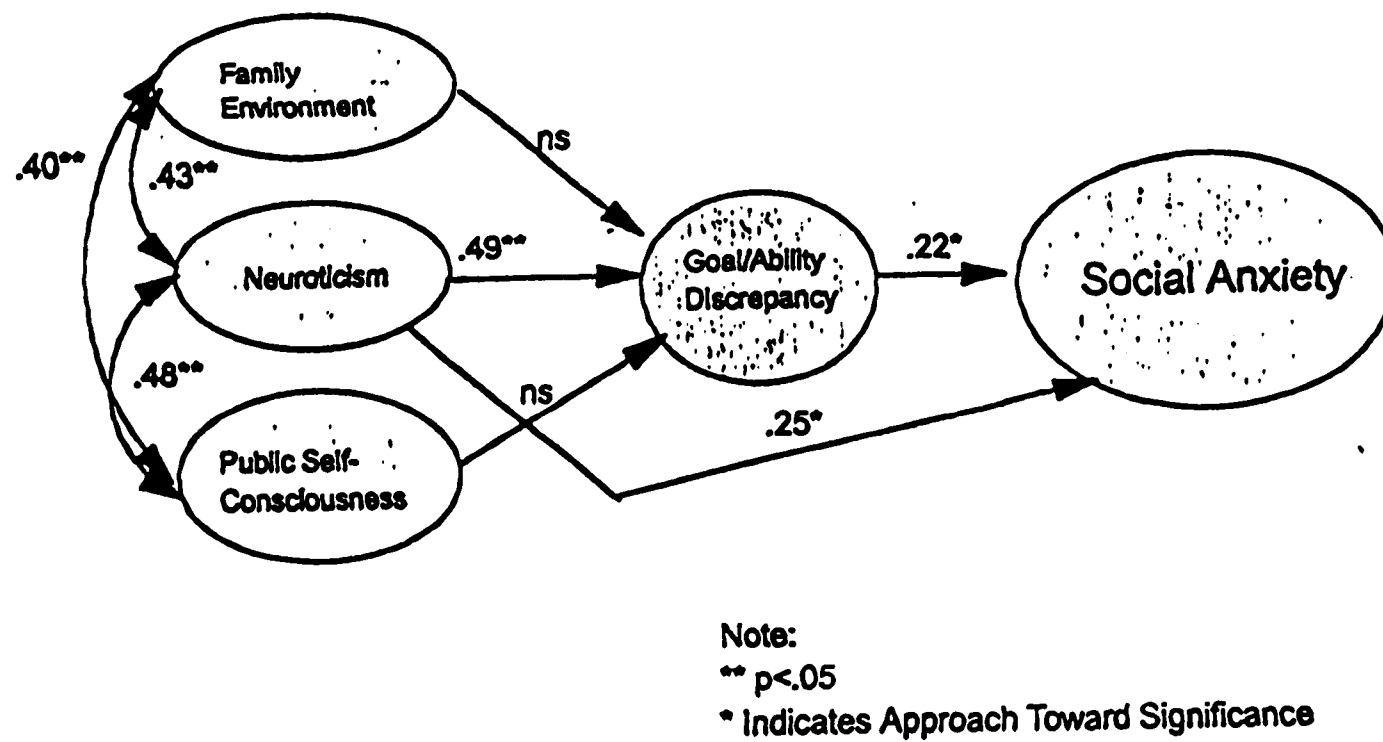 Family
Environment
ns
.40**
.43**
Neuroticism
.49**
Goal/Ability
Discrepancy
.22*
Social Anxiety
.48**
ns
.25*
Public Self-
Consciousness
Note:
** p<.05
* Indicates Approach Toward Significance